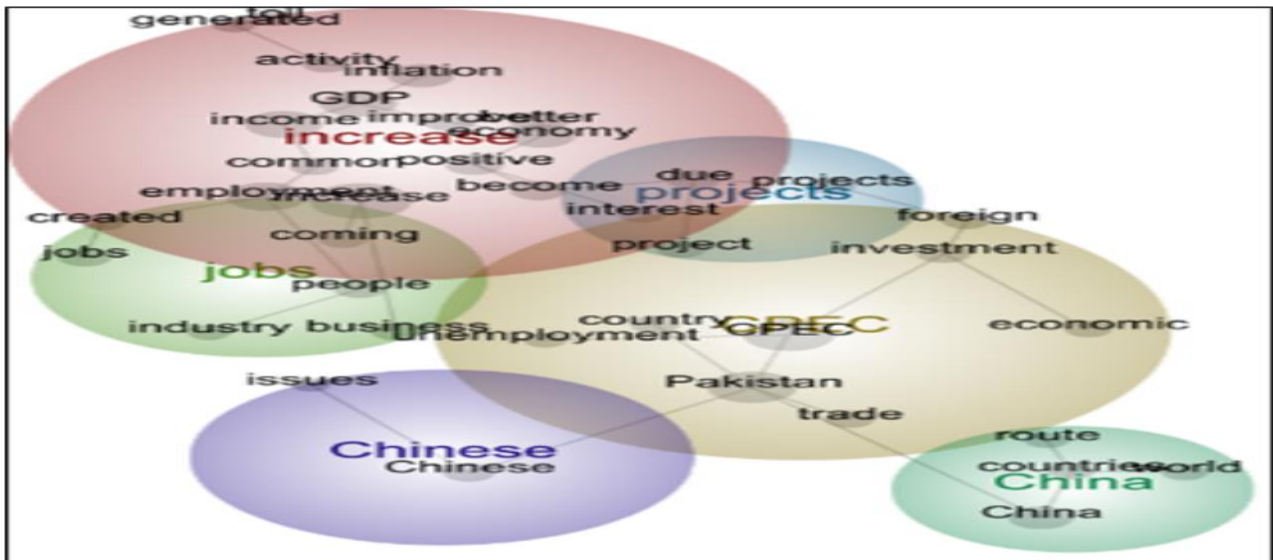 toll
generated
activity
inflation
GDP
income
improve
better
economy
increase
common
positive
employment
increase
become
due
projects
projects
interest
created
coming
foreign
jobs
project
investment
jobs
people
industry
business
unemployment
country
CPEC
CPEC
economic
issues
Pakistan
trade
Chinese
Chinese
route
countries
world
China
China